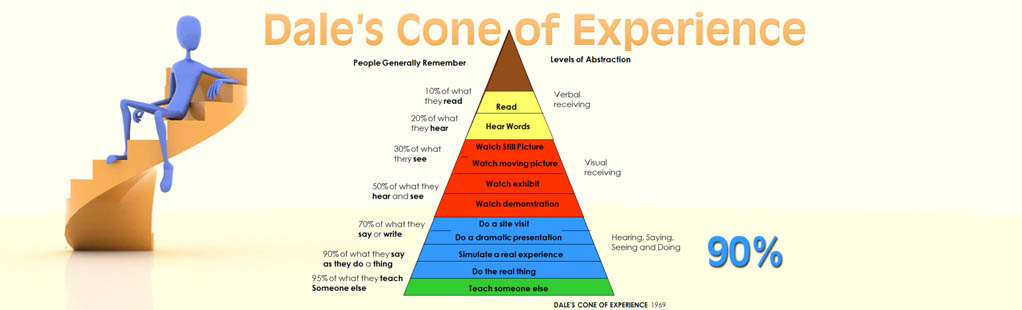 Dale's Cone of Experience
People Generally Remember
Levels of Abstraction
10% of what
they read
20% of what
they hear
30% of what
they see
50% of what they
hear and see
70% of what they
say or write
90% of what they say
as they do a thing
95% of what they teach
Someone else
Read
Hear Words
Watch Still Picture
Watch moving picture
Watch exhibit
Watch demonstration
Do a site visit
Do a dramatic presentation
Simulate a real experience
Do the real thing
Teach someone else
Verbal
receiving
Visual
receiving
Hearing, Saying,
Seeing and Doing
90%
DALE'S CONE OF EXPERIENCE 1969